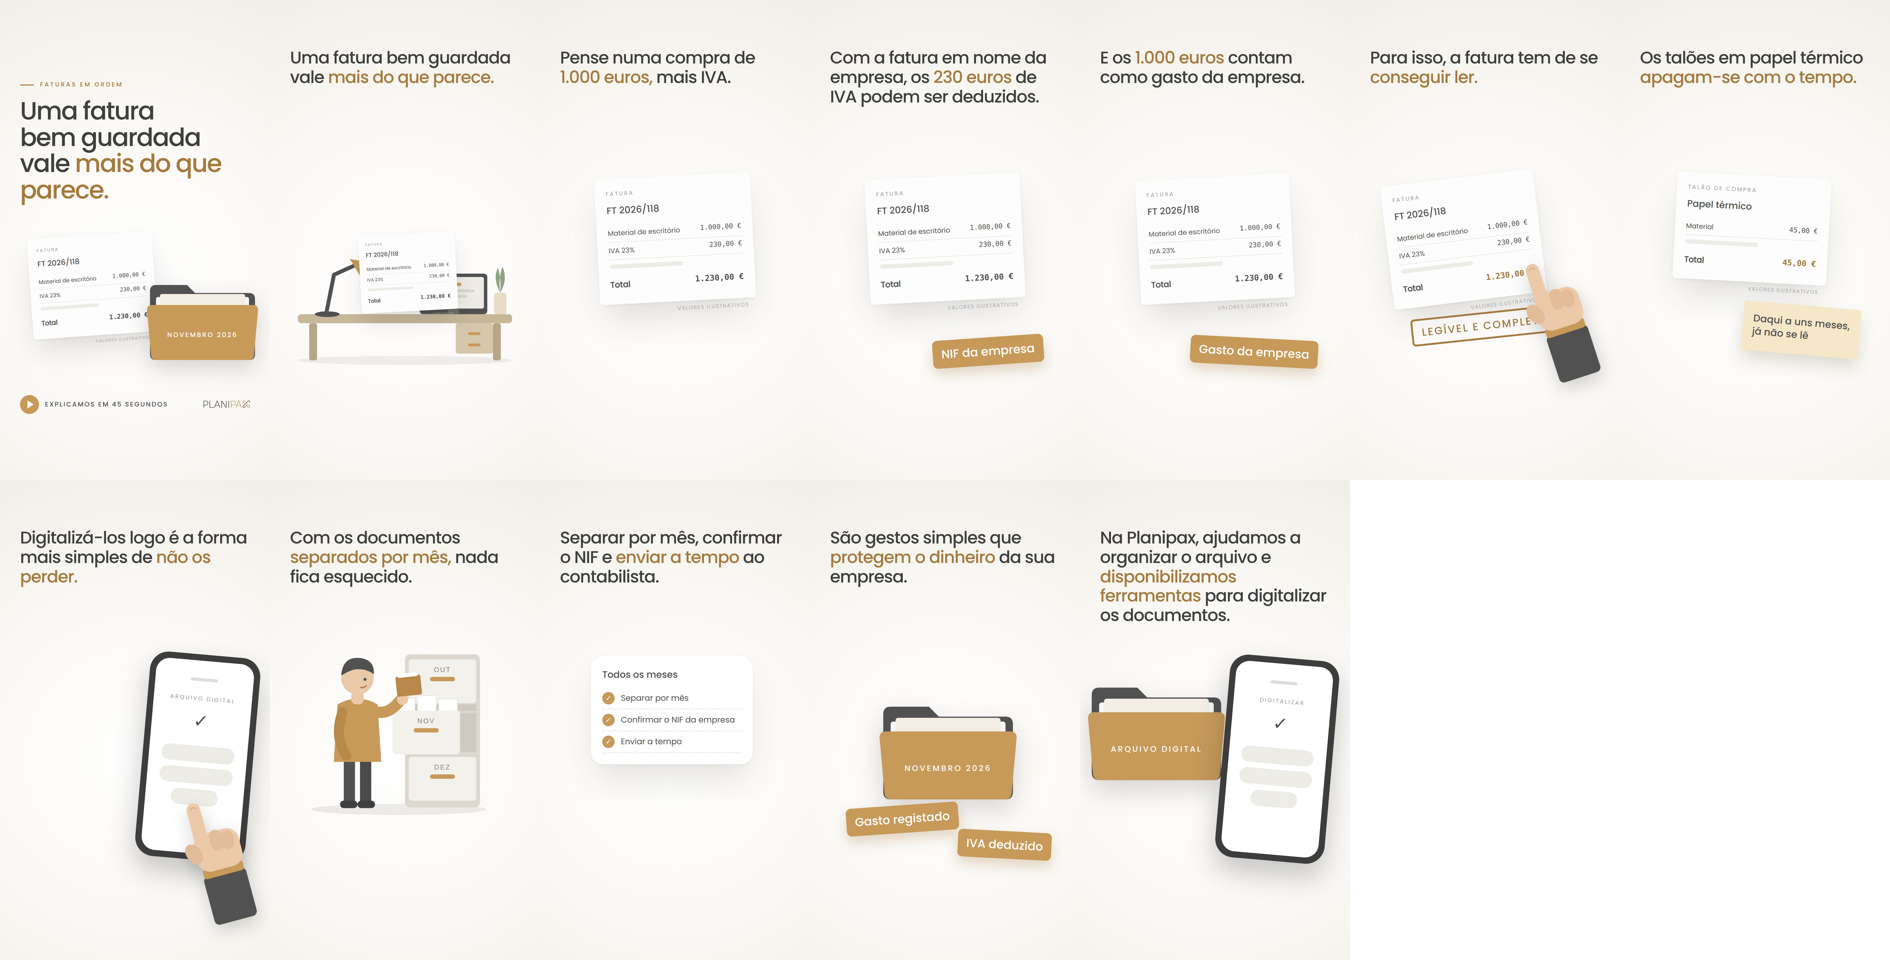 FATURAS EM ORDEM
Uma fatura
bem guardada
vale mais do que
parece.
FATURA
FT 2026/118
Material de escritório 1.000,00 €
IVA 23% 230,00 €
Total 1.230,00 €
VALORES ILUSTRATIVOS
NOVEMBRO 2026
EXPLICAMOS EM 45 SEGUNDOS
PLANIPAX
Uma fatura bem guardada
vale mais do que parece.
FATURA
FT 2026/118
Material de escritório 1.000,00 €
IVA 23% 230,00 €
Total 1.230,00 €
Pense numa compra de
1.000 euros, mais IVA.
FATURA
FT 2026/118
Material de escritório 1.000,00 €
IVA 23% 230,00 €
Total 1.230,00 €
VALORES ILUSTRATIVOS
Com a fatura em nome da
empresa, os 230 euros de
IVA podem ser deduzidos.
FATURA
FT 2026/118
Material de escritório 1.000,00 €
IVA 23% 230,00 €
Total 1.230,00 €
VALORES ILUSTRATIVOS
NIF da empresa
E os 1.000 euros contam
como gasto da empresa.
FATURA
FT 2026/118
Material de escritório 1.000,00 €
IVA 23% 230,00 €
Total 1.230,00 €
VALORES ILUSTRATIVOS
Gasto da empresa
Para isso, a fatura tem de se
conseguir ler.
FATURA
FT 2026/118
Material de escritório 1.000,00 €
IVA 23% 230,00 €
Total 1.230,00
VALORES ILUSTRATIVOS
LEGÍVEL E COMPLE
Os talões em papel térmico
apagam-se com o tempo.
TALÃO DE COMPRA
Papel térmico
Material 45,00 €
Total 45,00 €
VALORES ILUSTRATIVOS
Daqui a uns meses,
já não se lê
Digitalizá-los logo é a forma
mais simples de não os
perder.
ARQUIVO DIGITAL
✓
Com os documentos
separados por mês, nada
fica esquecido.
OUT
NOV
DEZ
Separar por mês, confirmar
o NIF e enviar a tempo ao
contabilista.
Todos os meses
✓ Separar por mês
✓ Confirmar o NIF da empresa
✓ Enviar a tempo
São gestos simples que
protegem o dinheiro da sua
empresa.
NOVEMBRO 2026
Gasto registado
IVA deduzido
Na Planipax, ajudamos a
organizar o arquivo e
disponibilizamos
ferramentas para digitalizar
os documentos.
ARQUIVO DIGITAL
DIGITALIZAR
✓